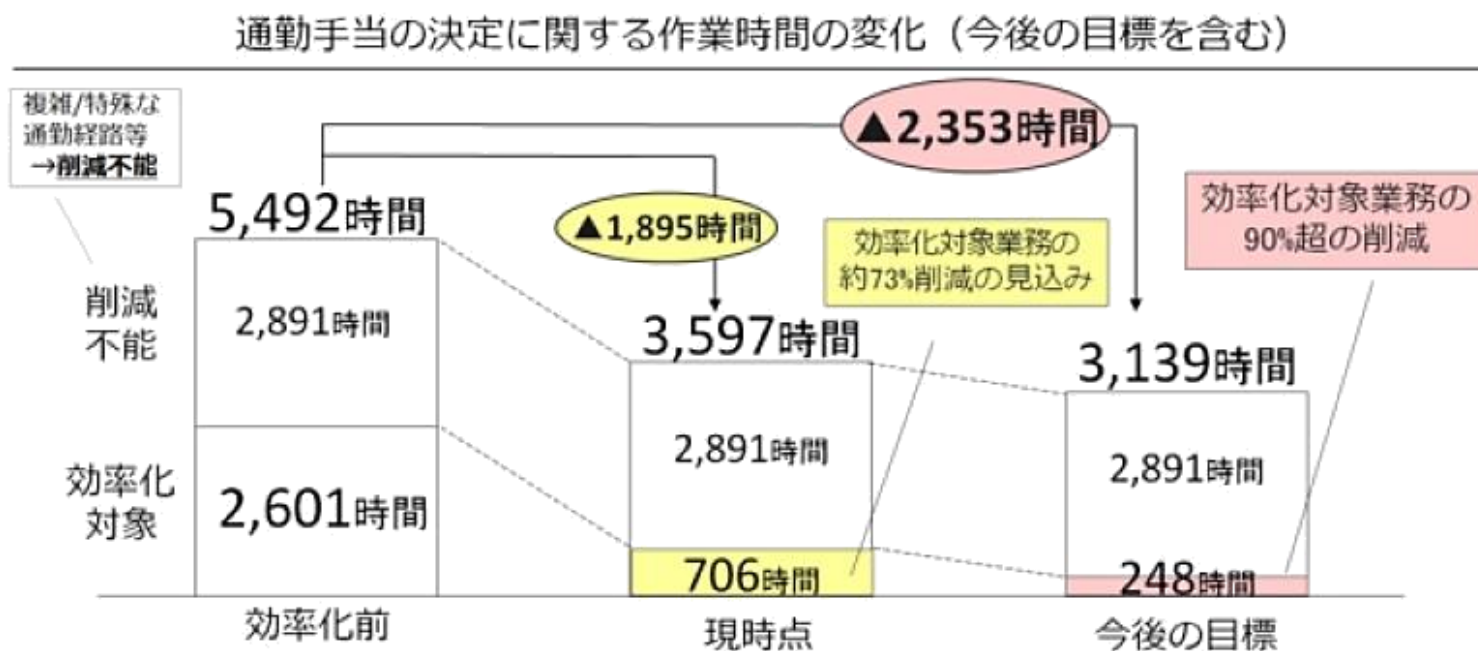 通勤手当の決定に関する作業時間の変化（今後の目標を含む）
複雑/特殊な
通勤経路等
→削減不能
▲2,353時間
▲1,895時間
効率化対象業務の
約73%削減の見込み
効率化対象業務の
90%超の削減
5,492時間
3,597時間
3,139時間
削減
不能
2,891時間
2,891時間
2,891時間
効率化
対象
2,601時間
706時間
248時間
効率化前
現時点
今後の目標